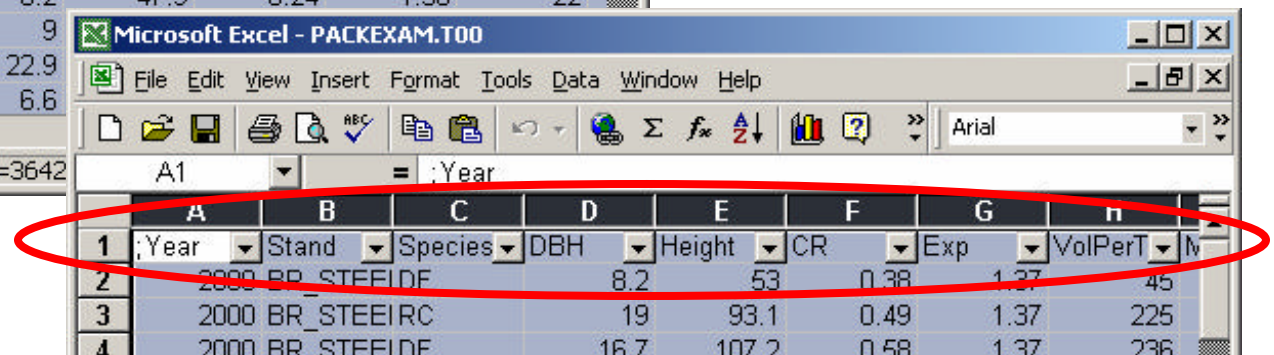 9
22.9
6.6
=3642
Microsoft Excel - PACKEXAM.T00
File Edit View Insert Format Tools Data Window Help
ABC Σ fx A Z Arial
A1 = ;Year
A B C D E F G H
1 ;Year Stand Species DBH Height CR Exp VolPerT
2 2000 BR_STEEI DF 8.2 53 0.38 1.37 45
3 2000 BR_STEEI RC 19 93.1 0.49 1.37 225
4 2000 BR_STEEI DF 16.7 107.2 0.58 1.37 236